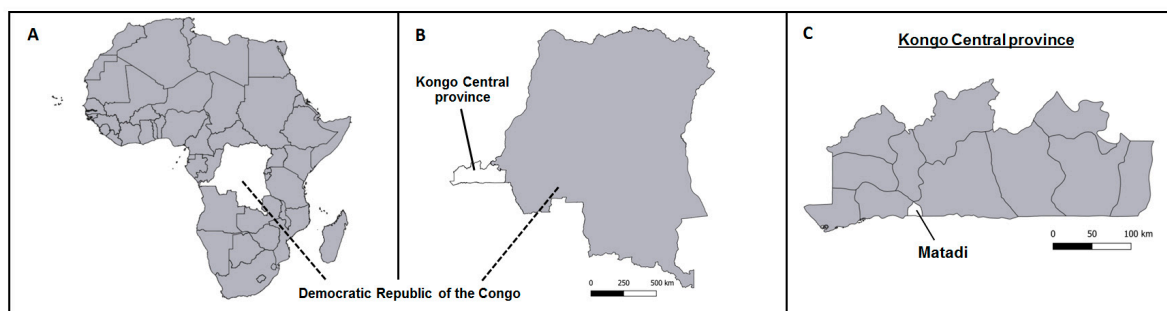 A
B
Kongo Central
province
0 250 500 km
Democratic Republic of the Congo
C
Kongo Central province
Matadi
0 50 100 km